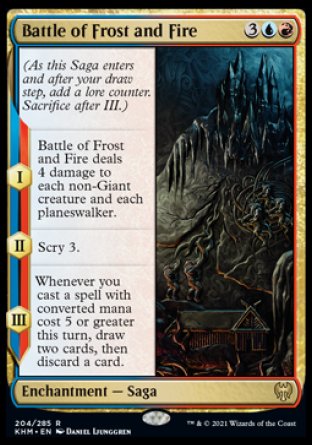 Battle of Frost and Fire 3
(As this Saga enters
and after your draw
step, add a lore counter.
Sacrifice after III.)
I
Battle of Frost
and Fire deals
4 damage to
each non-Giant
creature and each
planeswalker.
II
Scry 3.
III
Whenever you
cast a spell with
converted mana
cost 5 or greater
this turn, draw
two cards, then
discard a card.
Enchantment — Saga
204/285 R
KHM • EN Daniel Ljunggren
™ & © 2021 Wizards of the Coast